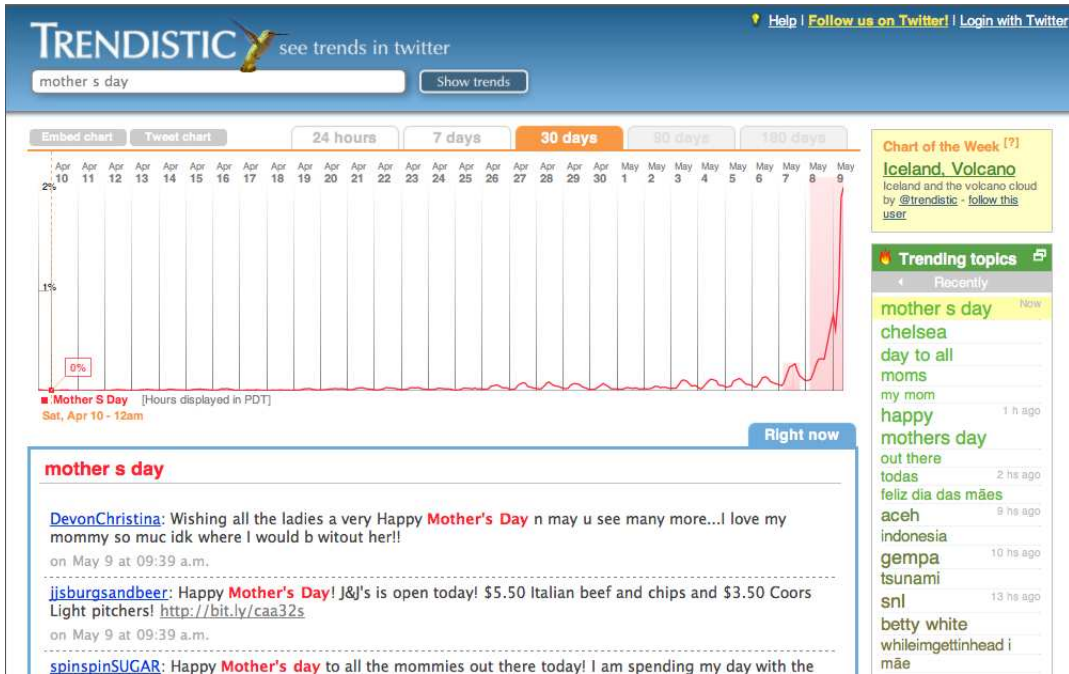 Help | Follow us on Twitter! | Login with Twitter
TRENDISTIC see trends in twitter
mother s day Show trends
Embed chart Tweet chart 24 hours 7 days 30 days 90 days 180 days
Apr Apr Apr Apr Apr Apr Apr Apr Apr Apr Apr Apr Apr Apr Apr Apr Apr Apr Apr Apr Apr May May May May May May May May May
10 11 12 13 14 15 16 17 18 19 20 21 22 23 24 25 26 27 28 29 30 1 2 3 4 5 6 7 8 9
2%
1%
0%
Mother S Day [Hours displayed in PDT]
Sat, Apr 10 - 12am
Right now
mother s day
DevonChristina: Wishing all the ladies a very Happy Mother's Day n may u see many more...I love my
mommy so muc idk where I would b witout her!!
on May 9 at 09:39 a.m.
jjsburgsandbeer: Happy Mother's Day! J&J's is open today! $5.50 Italian beef and chips and $3.50 Coors
Light pitchers! http://bit.ly/caa32s
on May 9 at 09:39 a.m.
spinspinSUGAR: Happy Mother's day to all the mommies out there today! I am spending my day with the
Chart of the Week [?]
Iceland, Volcano
Iceland and the volcano cloud
by @trendistic - follow this
user
Trending topics
Recently
mother s day Now
chelsea
day to all
moms
my mom
happy 1 h ago
mothers day
out there
todas 2 hs ago
feliz dia das mães
aceh 9 hs ago
indonesia
gempa 10 hs ago
tsunami
snl 13 hs ago
betty white
whileimgettinhead i
mãe